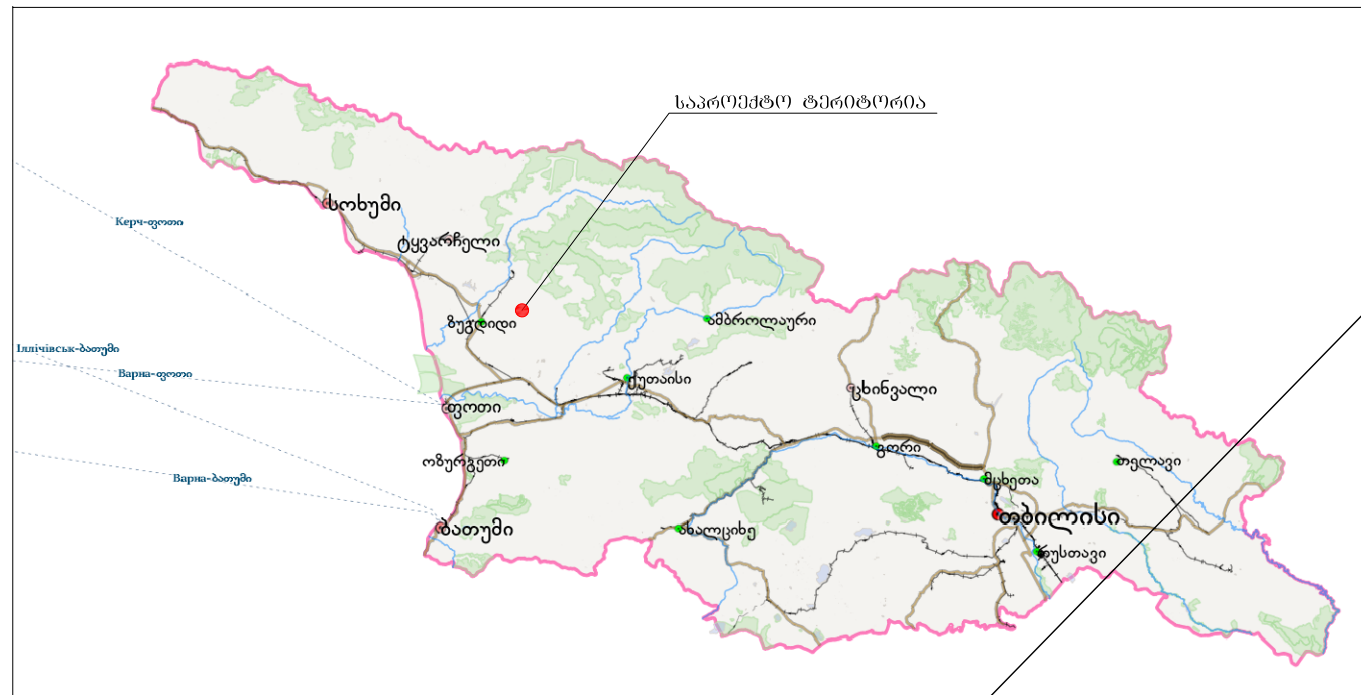 საპროექტო ტერიტორია
სოხუმი
Керч-ფოთი
ტყვარჩელი
ზუგდიდი
ამბროლაური
Іллічівськ-ბათუმი
Варна-ფოთი
ქუთაისი
ცხინვალი
ფოთი
გორი
ოზურგეთი
თელავი
Варна-ბათუმი
მცხეთა
თბილისი
ბათუმი
ახალციხე
რუსთავი